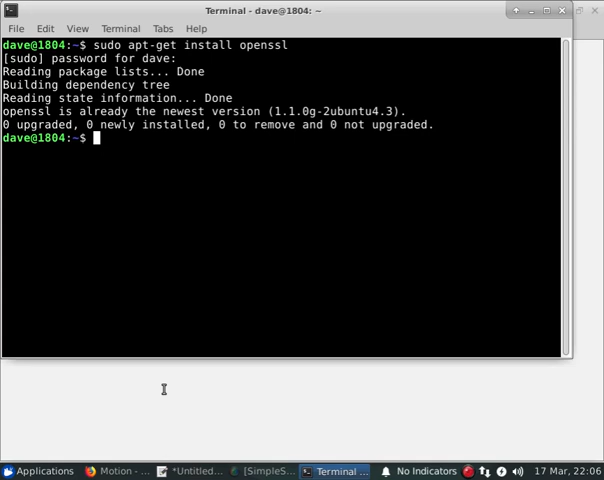 Terminal - dave@1804: ~
File Edit View Terminal Tabs Help
dave@1804:~$ sudo apt-get install openssl
[sudo] password for dave:
Reading package lists... Done
Building dependency tree
Reading state information... Done
openssl is already the newest version (1.1.0g-2ubuntu4.3).
0 upgraded, 0 newly installed, 0 to remove and 0 not upgraded.
dave@1804:~$
Applications Motion - ... *Untitled... [SimpleS... Terminal ... No Indicators 17 Mar, 22:06